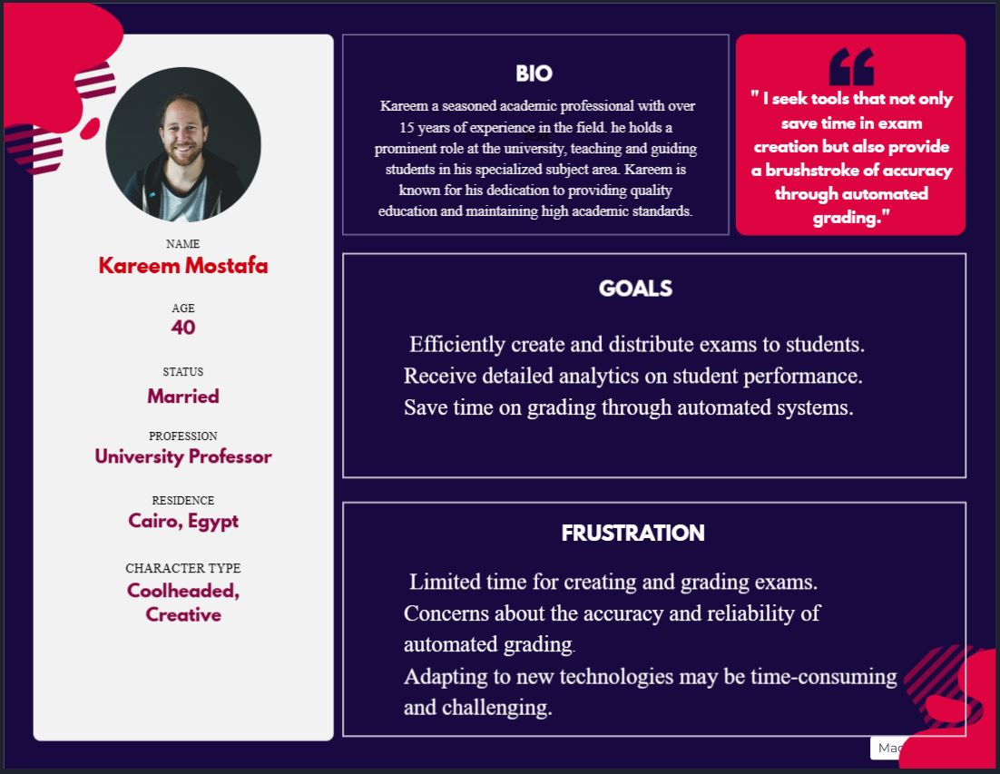 NAME
Kareem Mostafa
AGE
40
STATUS
Married
PROFESSION
University Professor
RESIDENCE
Cairo, Egypt
CHARACTER TYPE
Coolheaded,
Creative
BIO
Kareem a seasoned academic professional with over
15 years of experience in the field. he holds a
prominent role at the university, teaching and guiding
students in his specialized subject area. Kareem is
known for his dedication to providing quality
education and maintaining high academic standards.
" I seek tools that not only
save time in exam
creation but also provide
a brushstroke of accuracy
through automated
grading."
GOALS
Efficiently create and distribute exams to students.
Receive detailed analytics on student performance.
Save time on grading through automated systems.
FRUSTRATION
Limited time for creating and grading exams.
Concerns about the accuracy and reliability of
automated grading.
Adapting to new technologies may be time-consuming
and challenging.